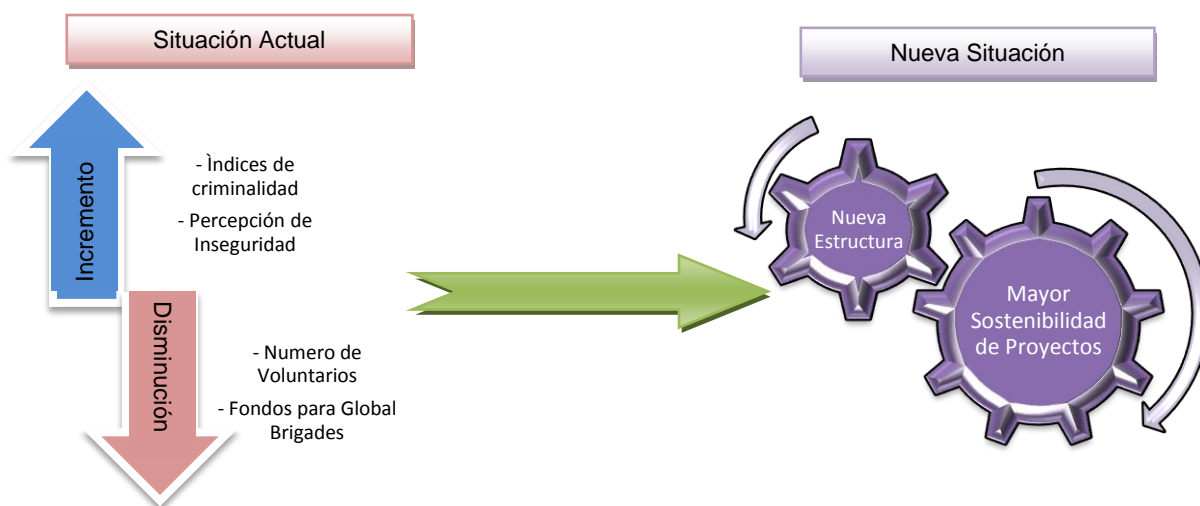 Situación Actual
Incremento
- Ìndices de
criminalidad
- Percepción de
Inseguridad
Disminución
- Numero de
Voluntarios
- Fondos para Global
Brigades
Nueva Situación
Nueva
Estructura
Mayor
Sostenibilidad
de Proyectos